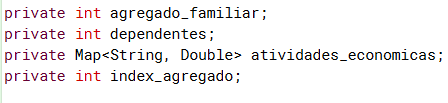 private int agregado_familiar;
private int dependentes;
private Map<String, Double> atividades_economicas;
private int index_agregado;